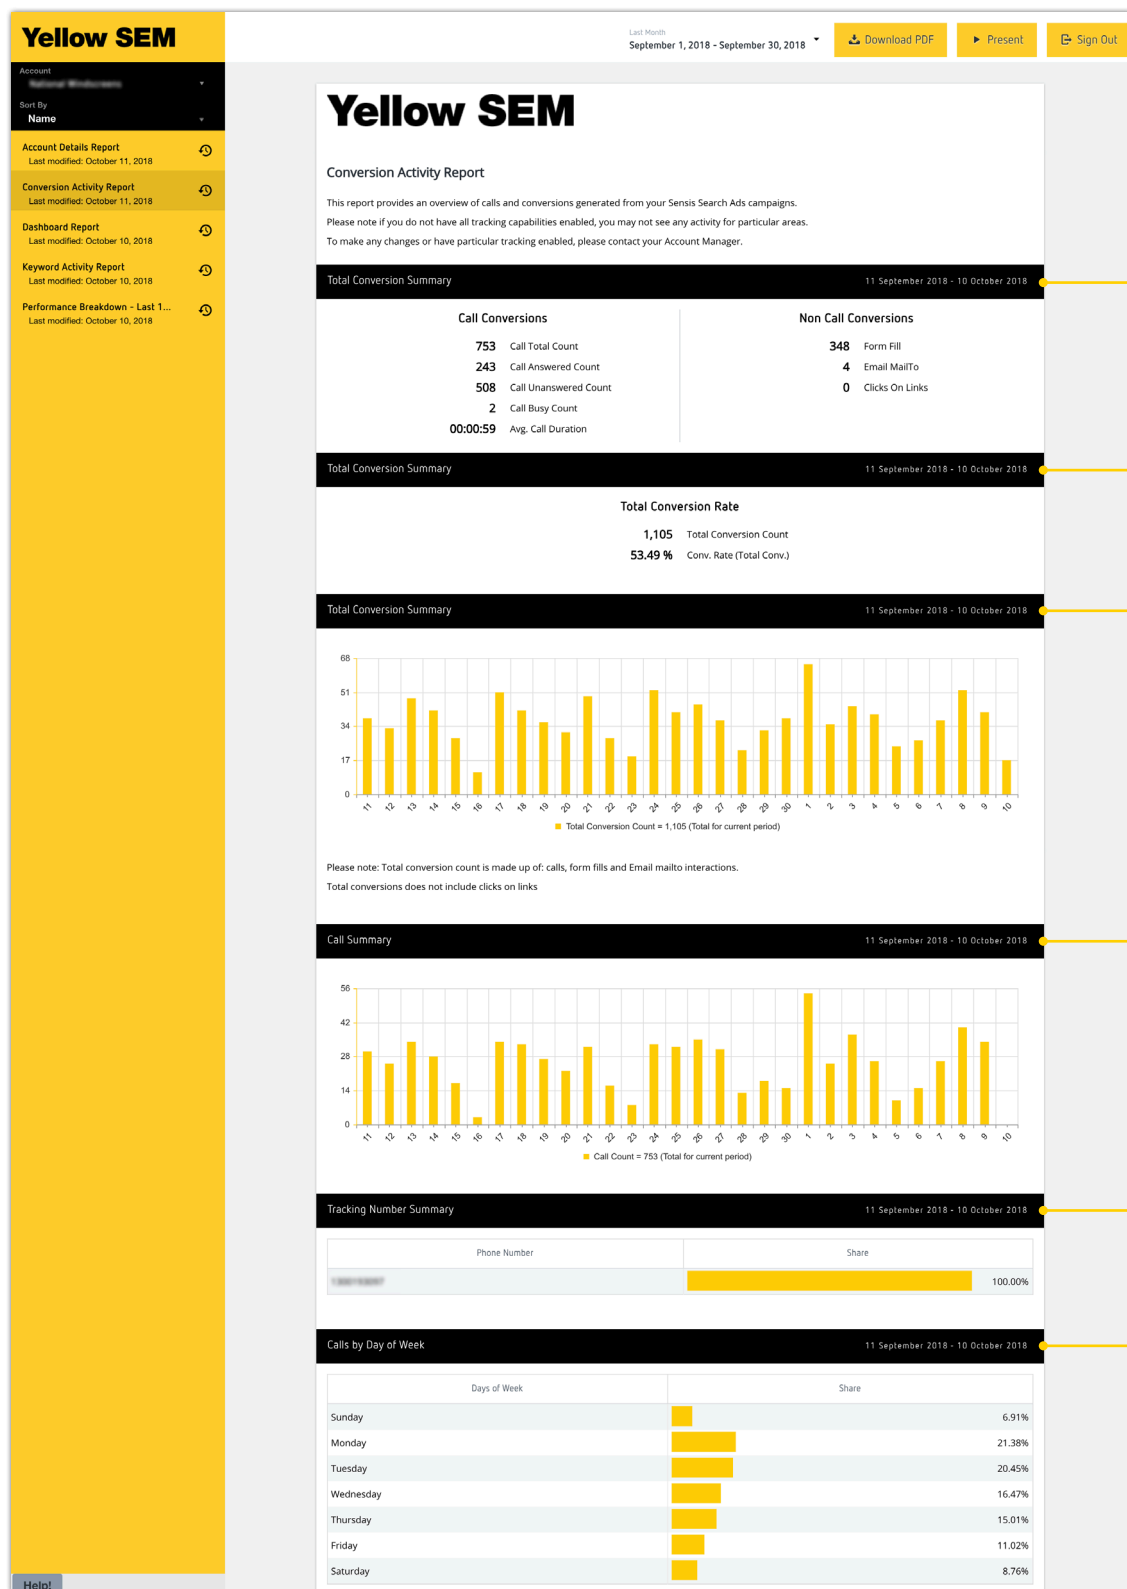 Yellow SEM
Last Month
September 1, 2018 - September 30, 2018
Download PDF
Present
Sign Out
Account
Sort By
Name
Account Details Report
Last modified: October 11, 2018
Conversion Activity Report
Last modified: October 11, 2018
Dashboard Report
Last modified: October 10, 2018
Keyword Activity Report
Last modified: October 10, 2018
Performance Breakdown - Last 1...
Last modified: October 10, 2018
Help!
Yellow SEM
Conversion Activity Report
This report provides an overview of calls and conversions generated from your Sensis Search Ads campaigns.
Please note if you do not have all tracking capabilities enabled, you may not see any activity for particular areas.
To make any changes or have particular tracking enabled, please contact your Account Manager.
Total Conversion Summary 11 September 2018 - 10 October 2018
Call Conversions
753 Call Total Count
243 Call Answered Count
508 Call Unanswered Count
2 Call Busy Count
00:00:59 Avg. Call Duration
Non Call Conversions
348 Form Fill
4 Email MailTo
0 Clicks On Links
Total Conversion Summary 11 September 2018 - 10 October 2018
Total Conversion Rate
1,105 Total Conversion Count
53.49 % Conv. Rate (Total Conv.)
Total Conversion Summary 11 September 2018 - 10 October 2018
68
51
34
17
0
11 12 13 14 15 16 17 18 19 20 21 22 23 24 25 26 27 28 29 30 1 2 3 4 5 6 7 8 9 10
Total Conversion Count = 1,105 (Total for current period)
Please note: Total conversion count is made up of: calls, form fills and Email mailto interactions.
Total conversions does not include clicks on links
Call Summary 11 September 2018 - 10 October 2018
56
42
28
14
0
11 12 13 14 15 16 17 18 19 20 21 22 23 24 25 26 27 28 29 30 1 2 3 4 5 6 7 8 9 10
Call Count = 753 (Total for current period)
Tracking Number Summary 11 September 2018 - 10 October 2018
Phone Number Share
100.00%
Calls by Day of Week 11 September 2018 - 10 October 2018
Days of Week Share
Sunday 6.91%
Monday 21.38%
Tuesday 20.45%
Wednesday 16.47%
Thursday 15.01%
Friday 11.02%
Saturday 8.76%